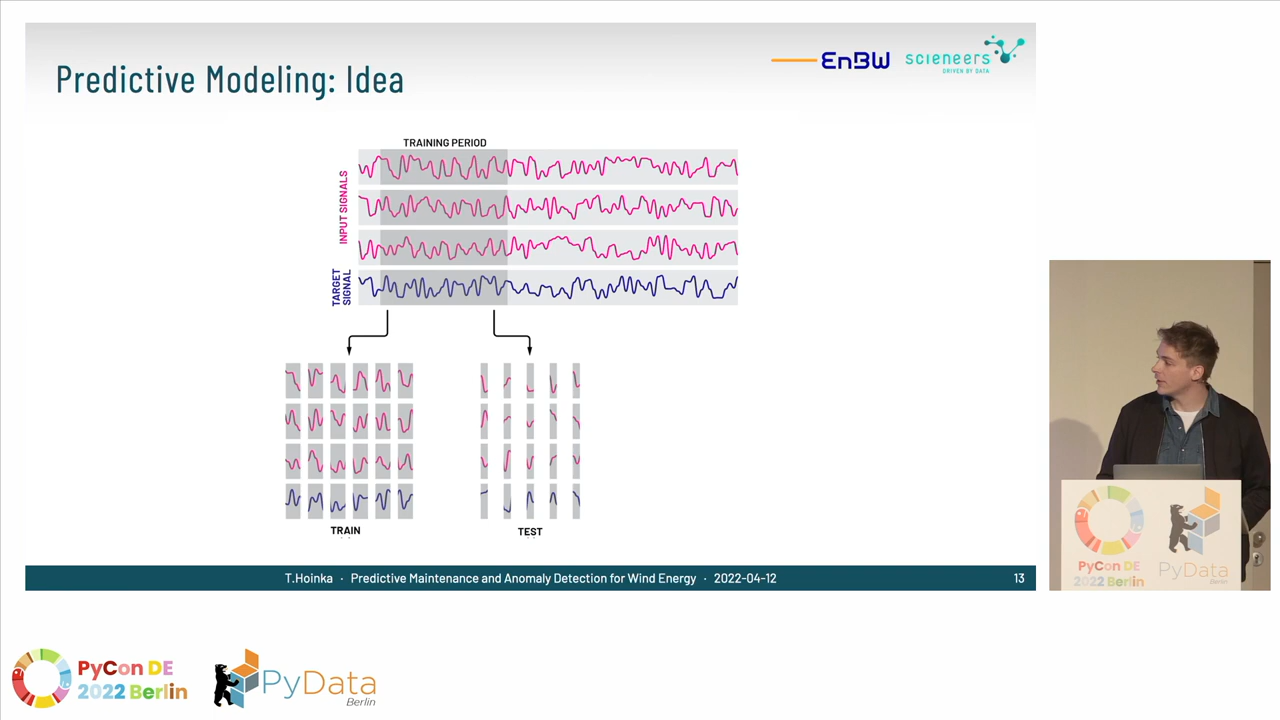 Predictive Modeling: Idea
EnBW
scieneers
DRIVEN BY DATA
TRAINING PERIOD
INPUT SIGNALS
TARGET
SIGNAL
TRAIN
TEST
T.Hoinka · Predictive Maintenance and Anomaly Detection for Wind Energy · 2022-04-12
13
PyCon DE
2022 Berlin
PyData
Berlin
PyCon DE
2022 Berlin
PyData
Berlin